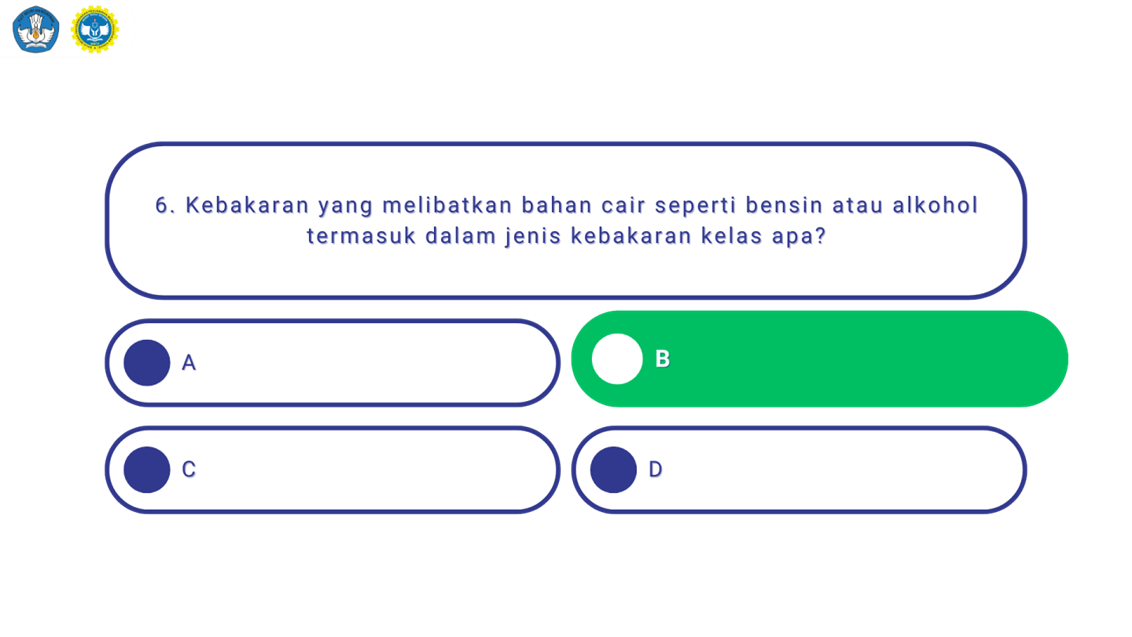 6. Kebakaran yang melibatkan bahan cair seperti bensin atau alkohol
termasuk dalam jenis kebakaran kelas apa?
A
B
C
D